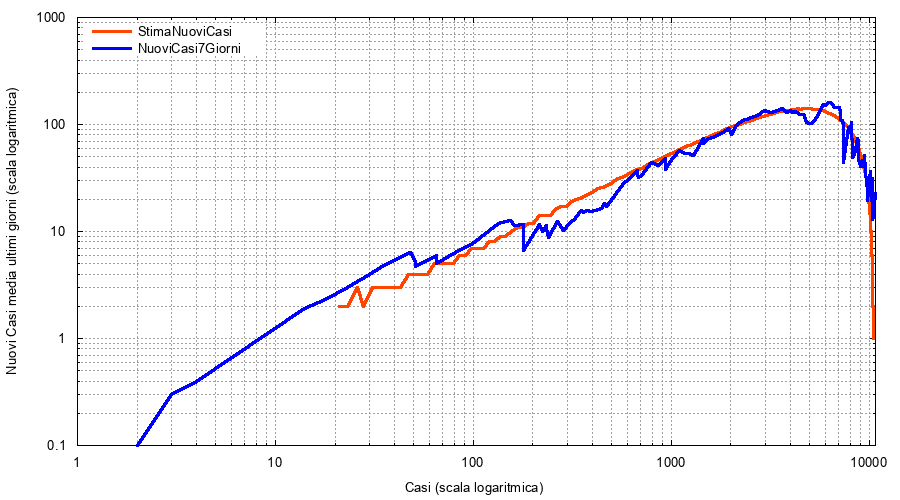 1000
StimaNuoviCasi
NuoviCasi7Giorni
100
10
1
0.1
1
10
100
1000
10000
Nuovi Casi media ultimi giorni (scala logaritmica)
Casi (scala logaritmica)